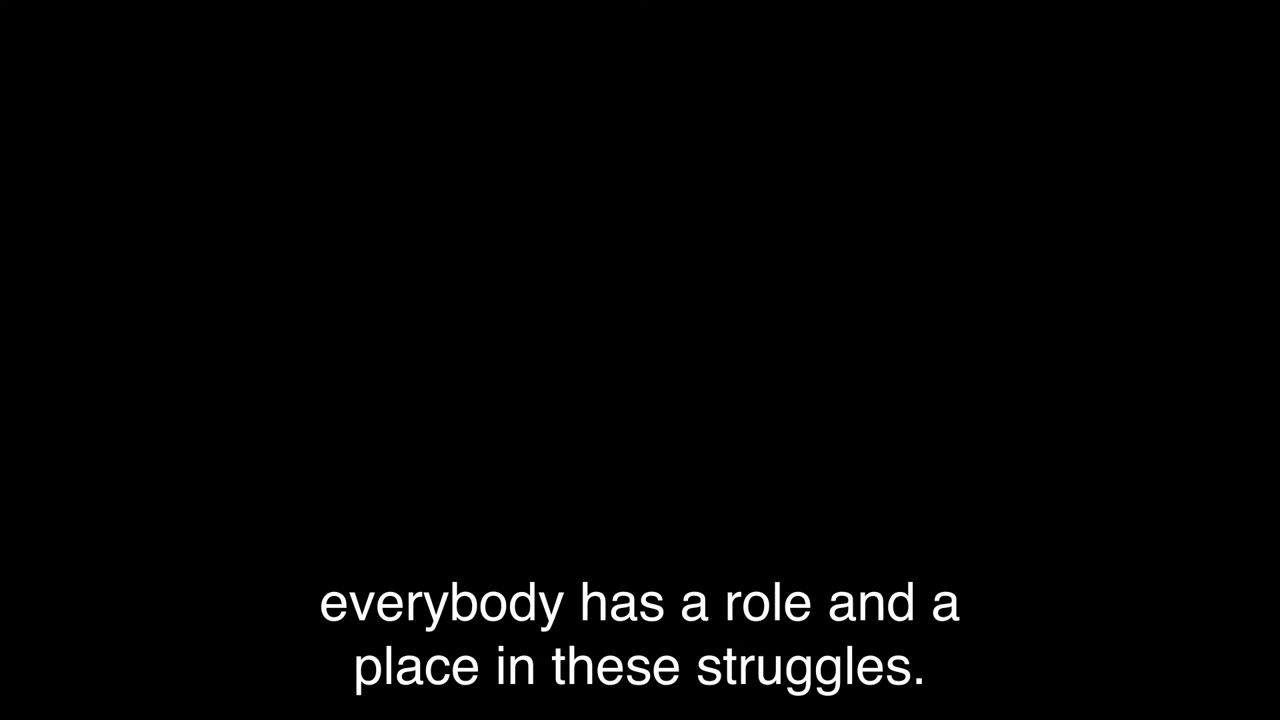 everybody has a role and a
place in these struggles.